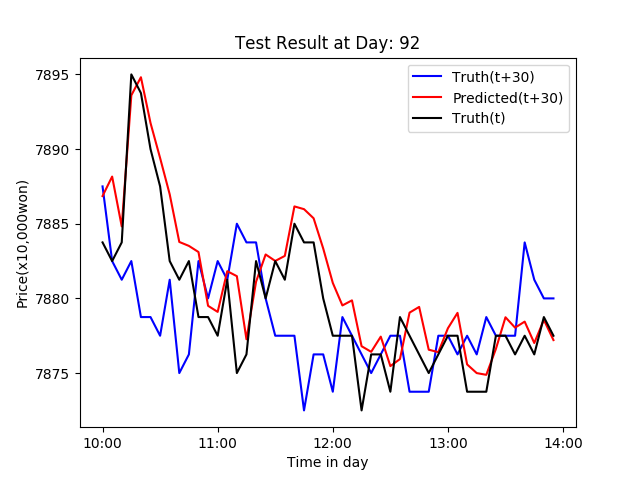 Test Result at Day: 92
Truth(t+30)
Predicted(t+30)
Truth(t)
Price(x10,000won)
7895
7890
7885
7880
7875
10:00 11:00 12:00 13:00 14:00
Time in day